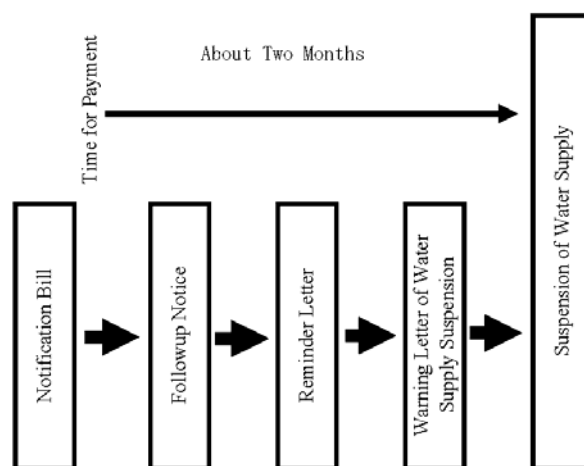 About Two Months
Time for Payment
Notification Bill
Followup Notice
Reminder Letter
Warning Letter of Water
Supply Suspension
Suspension of Water Supply